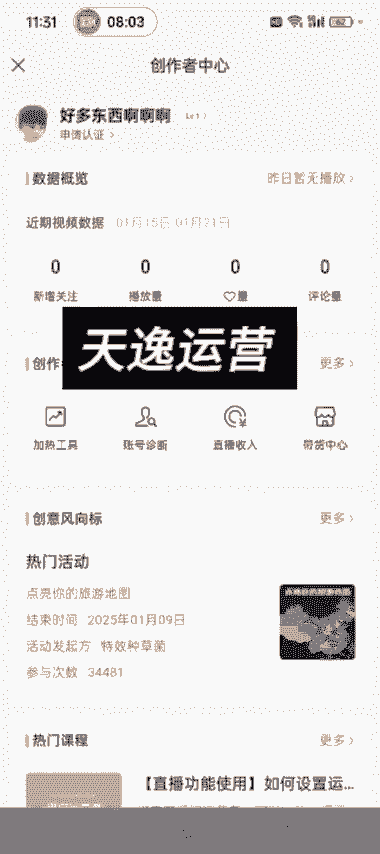 11:31
08:03
62
创作者中心
好多东西啊啊啊
Lv1
申请认证 >
数据概览
昨日暂无播放 >
近期视频数据 01月15日-01月21日
0 0 0 0
新增关注 播放量 ♡量 评论量
创作
更多 >
天逸运营
加热工具 账号诊断 直播收入 带货中心
创意风向标
更多 >
热门活动
点亮你的旅游地图
结束时间 2025年01月09日
活动发起方 特效种草菌
参与次数 34481
热门课程
更多 >
【直播功能使用】如何设置运...